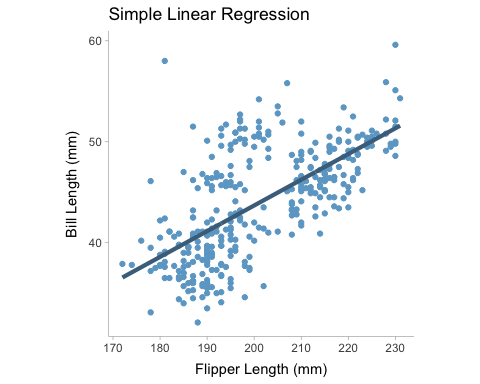 Simple Linear Regression
60
50
40
Bill Length (mm)
170 180 190 200 210 220 230
Flipper Length (mm)